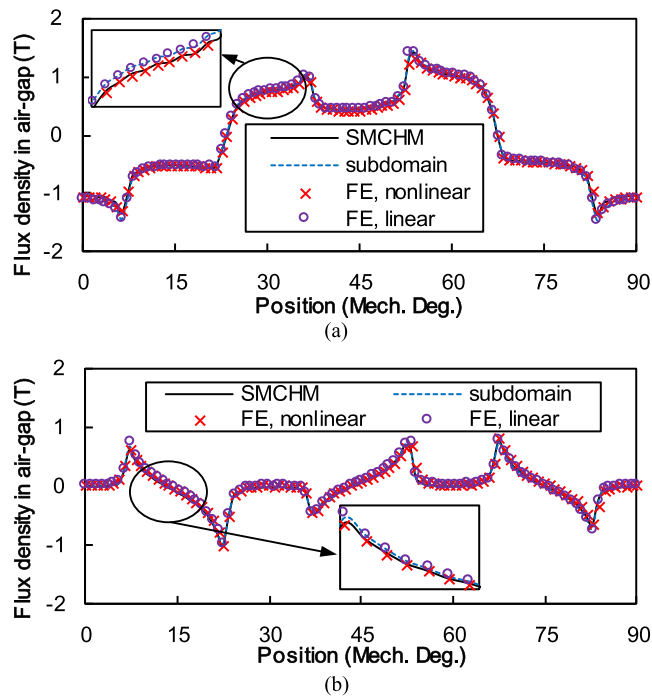 2
1
0
-1
-2
Flux density in air-gap (T)
SMCHM
subdomain
FE, nonlinear
FE, linear
0 15 30 45 60 75 90
Position (Mech. Deg.)
(a)
2
1
0
-1
-2
Flux density in air-gap (T)
SMCHM subdomain
FE, nonlinear FE, linear
0 15 30 45 60 75 90
Position (Mech. Deg.)
(b)